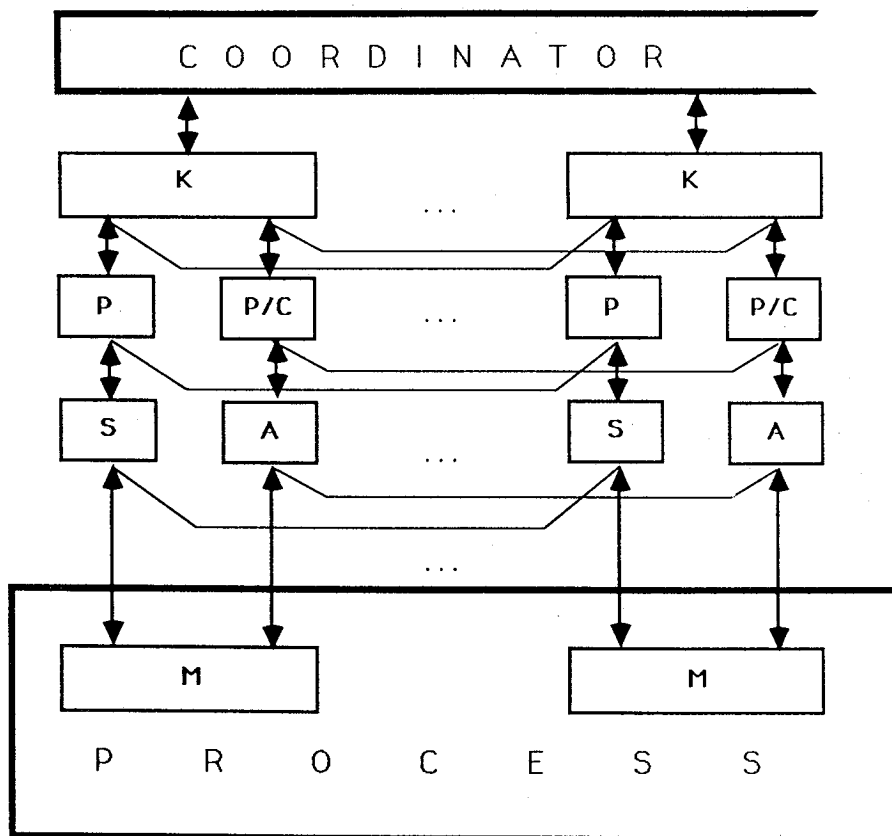 COORDINATOR
K ... K
P P/C ... P P/C
S A ... S A
...
M M
PROCESS